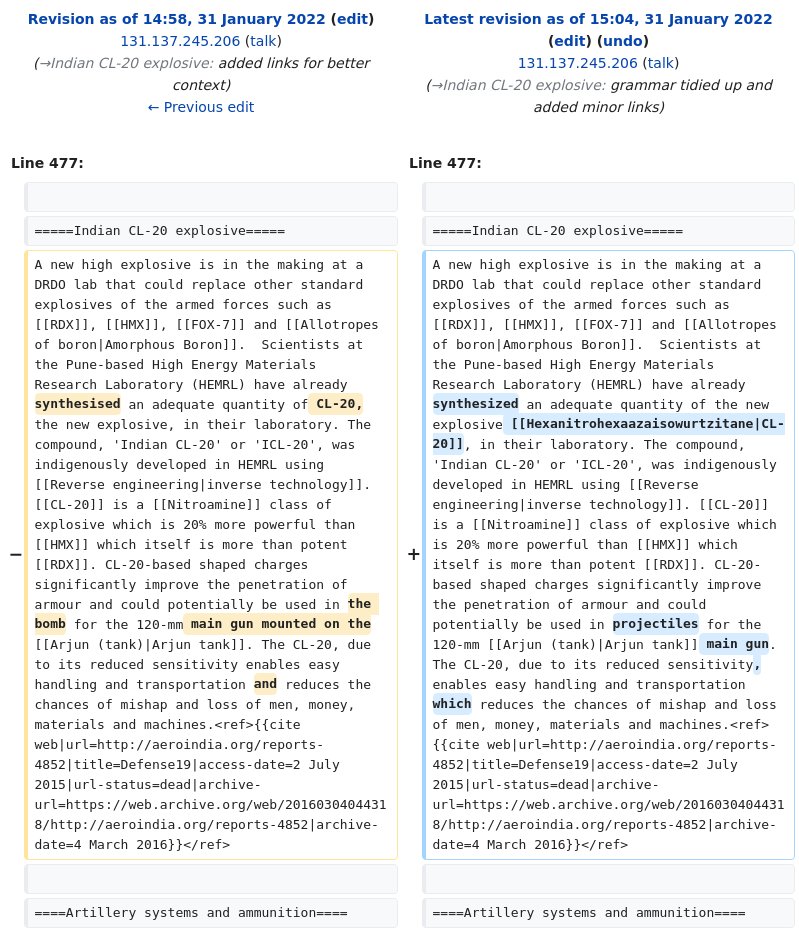 Revision as of 14:58, 31 January 2022 (edit)
131.137.245.206 (talk)
(→Indian CL-20 explosive: added links for better
context)
← Previous edit
Latest revision as of 15:04, 31 January 2022
(edit) (undo)
131.137.245.206 (talk)
(→Indian CL-20 explosive: grammar tidied up and
added minor links)
Line 477:
Line 477:
=====Indian CL-20 explosive=====
=====Indian CL-20 explosive=====
−
A new high explosive is in the making at a
DRDO lab that could replace other standard
explosives of the armed forces such as
[[RDX]], [[HMX]], [[FOX-7]] and [[Allotropes
of boron|Amorphous Boron]].  Scientists at
the Pune-based High Energy Materials
Research Laboratory (HEMRL) have already
synthesised an adequate quantity of CL-20,
the new explosive, in their laboratory. The
compound, 'Indian CL-20' or 'ICL-20', was
indigenously developed in HEMRL using
[[Reverse engineering|inverse technology]].
[[CL-20]] is a [[Nitroamine]] class of
explosive which is 20% more powerful than
[[HMX]] which itself is more than potent
[[RDX]]. CL-20-based shaped charges
significantly improve the penetration of
armour and could potentially be used in the
bomb for the 120-mm main gun mounted on the
[[Arjun (tank)|Arjun tank]]. The CL-20, due
to its reduced sensitivity enables easy
handling and transportation and reduces the
chances of mishap and loss of men, money,
materials and machines.<ref>{{cite
web|url=http://aeroindia.org/reports-
4852|title=Defense19|access-date=2 July
2015|url-status=dead|archive-
url=https://web.archive.org/web/2016030404431
8/http://aeroindia.org/reports-4852|archive-
date=4 March 2016}}</ref>
+
A new high explosive is in the making at a
DRDO lab that could replace other standard
explosives of the armed forces such as
[[RDX]], [[HMX]], [[FOX-7]] and [[Allotropes
of boron|Amorphous Boron]].  Scientists at
the Pune-based High Energy Materials
Research Laboratory (HEMRL) have already
synthesized an adequate quantity of the new
explosive [[Hexanitrohexaazaisowurtzitane|CL-
20]], in their laboratory. The compound,
'Indian CL-20' or 'ICL-20', was indigenously
developed in HEMRL using [[Reverse
engineering|inverse technology]]. [[CL-20]]
is a [[Nitroamine]] class of explosive which
is 20% more powerful than [[HMX]] which
itself is more than potent [[RDX]]. CL-20-
based shaped charges significantly improve
the penetration of armour and could
potentially be used in projectiles for the
120-mm [[Arjun (tank)|Arjun tank]] main gun.
The CL-20, due to its reduced sensitivity,
enables easy handling and transportation
which reduces the chances of mishap and loss
of men, money, materials and machines.<ref>
{{cite web|url=http://aeroindia.org/reports-
4852|title=Defense19|access-date=2 July
2015|url-status=dead|archive-
url=https://web.archive.org/web/2016030404431
8/http://aeroindia.org/reports-4852|archive-
date=4 March 2016}}</ref>
====Artillery systems and ammunition====
====Artillery systems and ammunition====